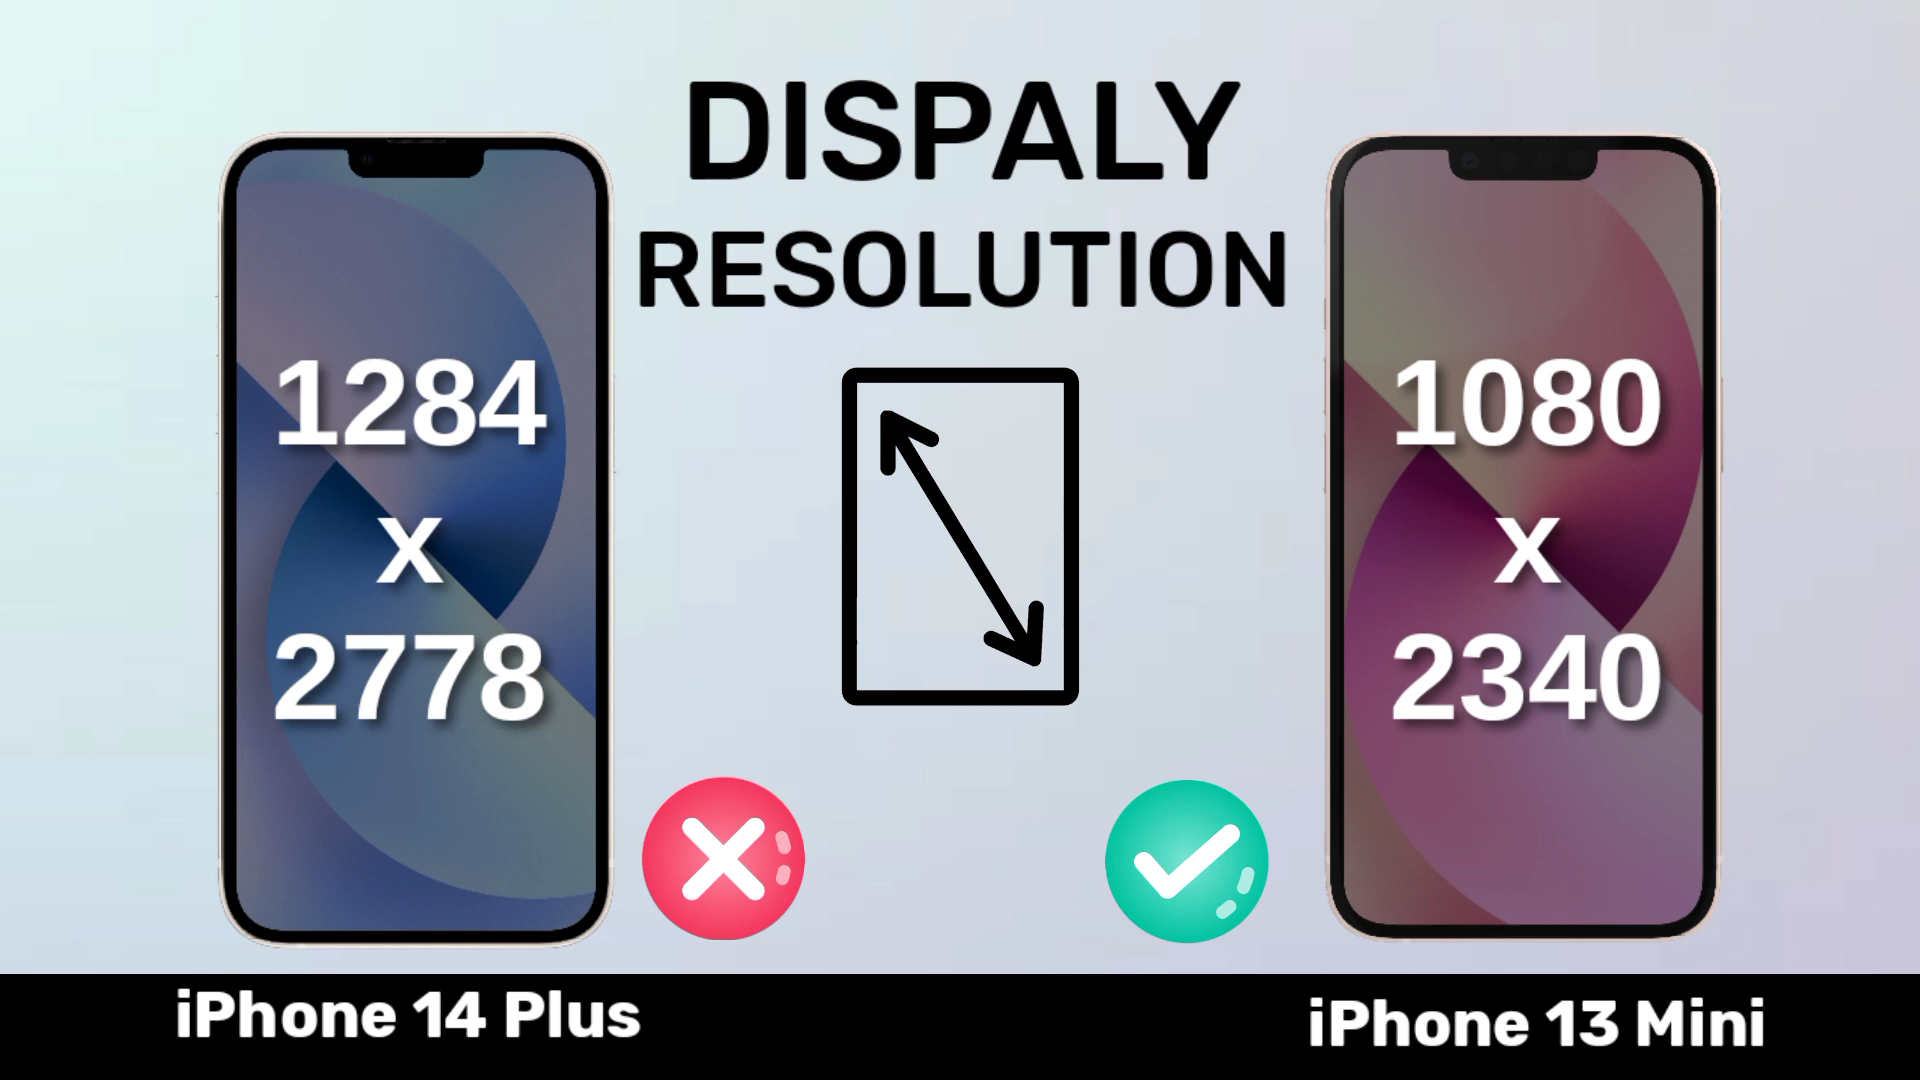 DISPALY
RESOLUTION
1284
x
2778
1080
x
2340
iPhone 14 Plus
iPhone 13 Mini